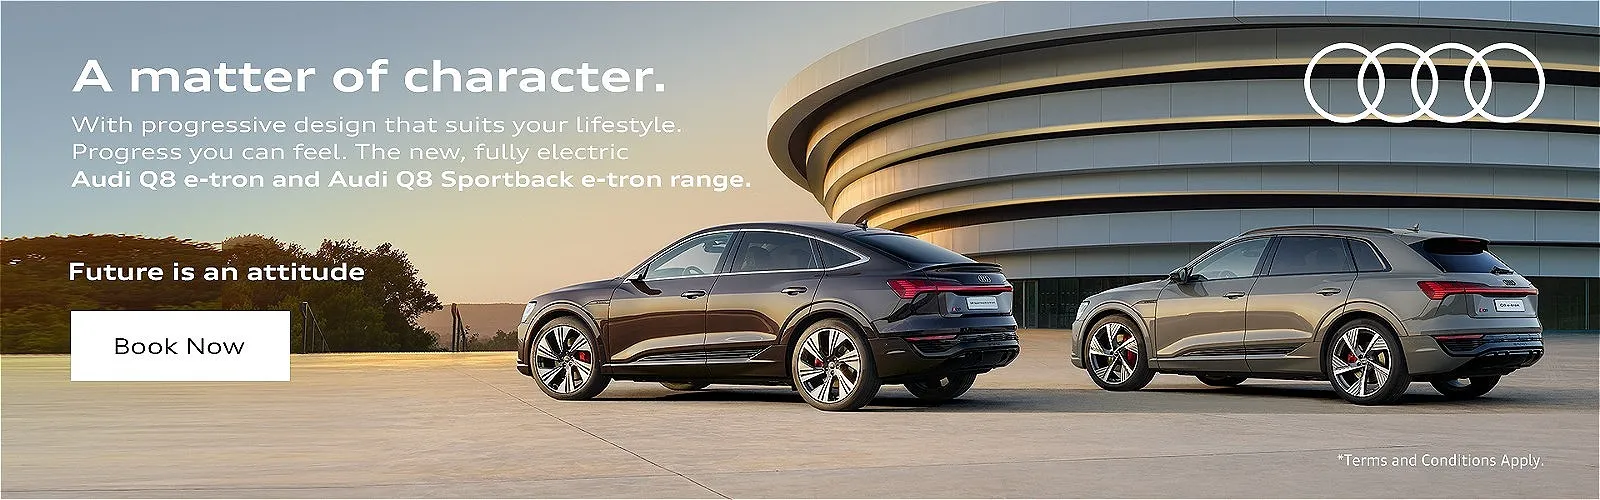 A matter of character.
With progressive design that suits your lifestyle.
Progress you can feel. The new, fully electric
Audi Q8 e-tron and Audi Q8 Sportback e-tron range.
Future is an attitude
Book Now
*Terms and Conditions Apply.